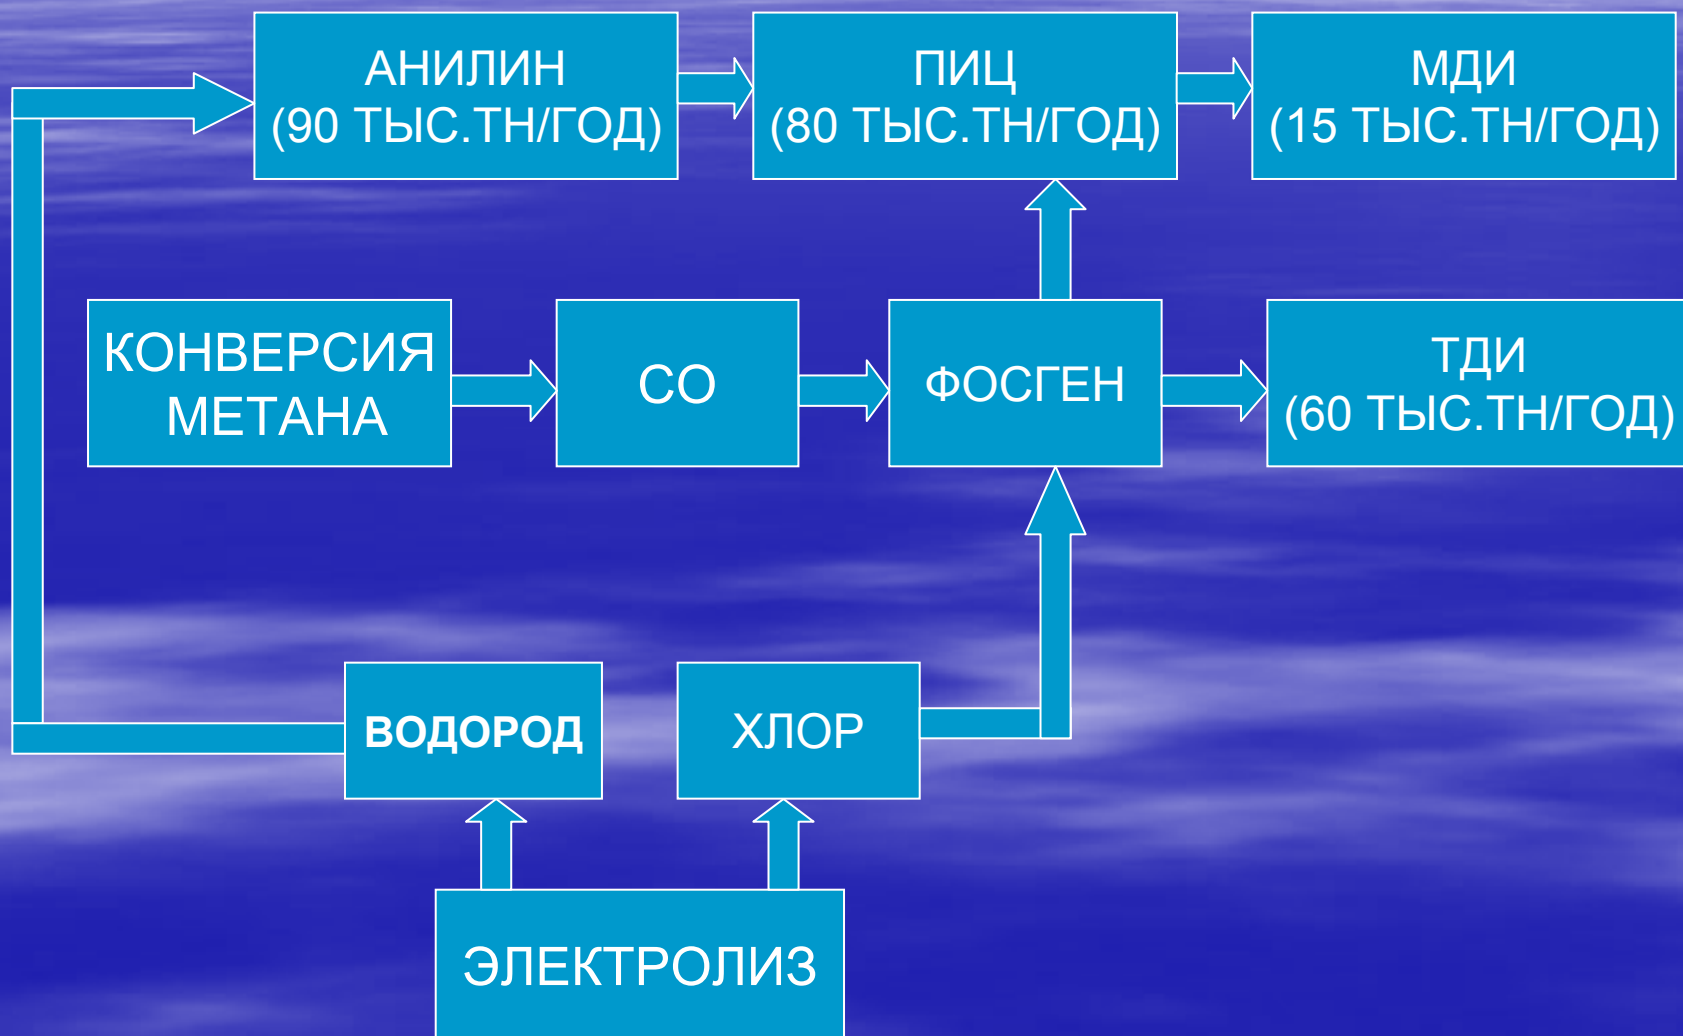 АНИЛИН
(90 ТЫС.ТН/ГОД)
ПИЦ
(80 ТЫС.ТН/ГОД)
МДИ
(15 ТЫС.ТН/ГОД)
КОНВЕРСИЯ
МЕТАНА
СО
ФОСГЕН
ТДИ
(60 ТЫС.ТН/ГОД)
ВОДОРОД
ХЛОР
ЭЛЕКТРОЛИЗ